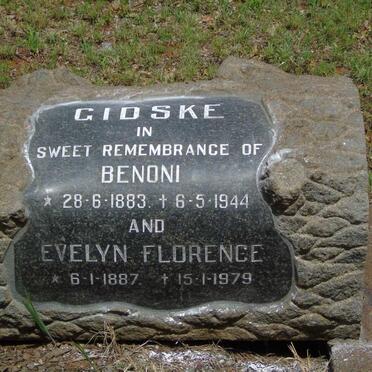 GIDSKE
IN
SWEET REMEMBRANCE OF
BENONI
* 28-6-1883. † 6-5-1944
AND
EVELYN FLORENCE
* 6-1-1887. † 15-1-1979